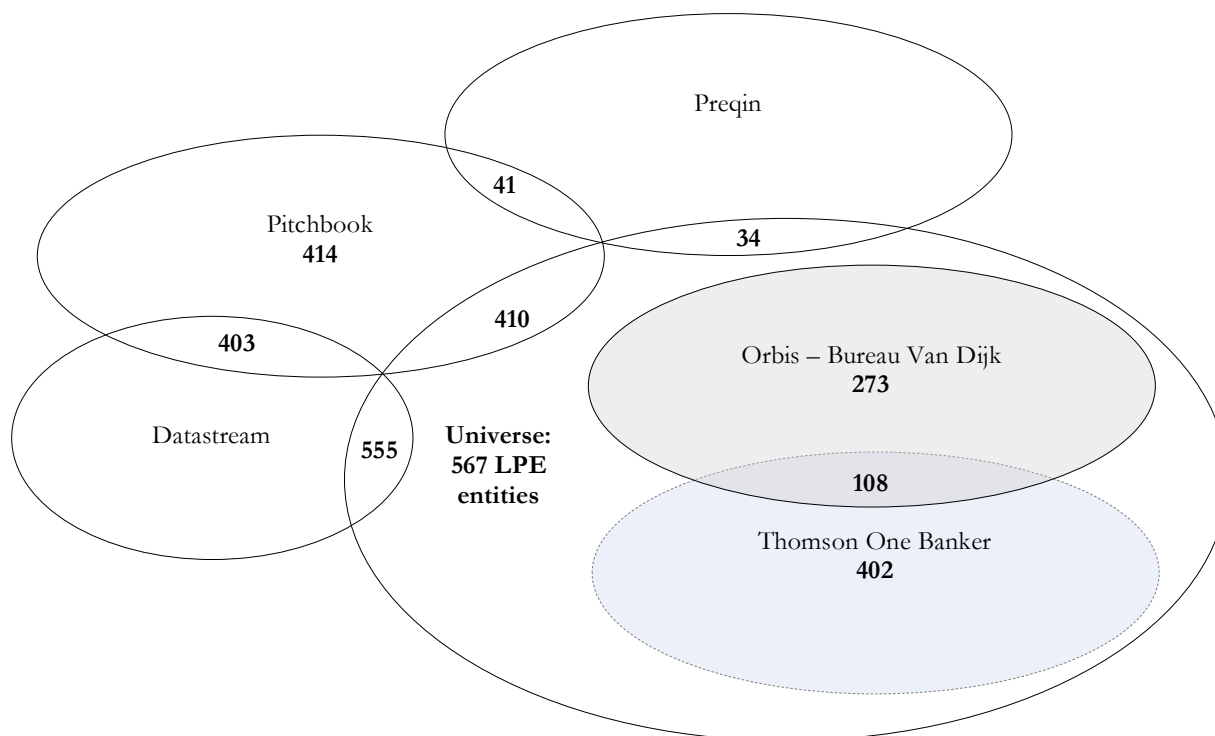 Preqin
41
Pitchbook
414
34
410
403
Orbis – Bureau Van Dijk
273
Datastream
555
Universe:
567 LPE
entities
108
Thomson One Banker
402